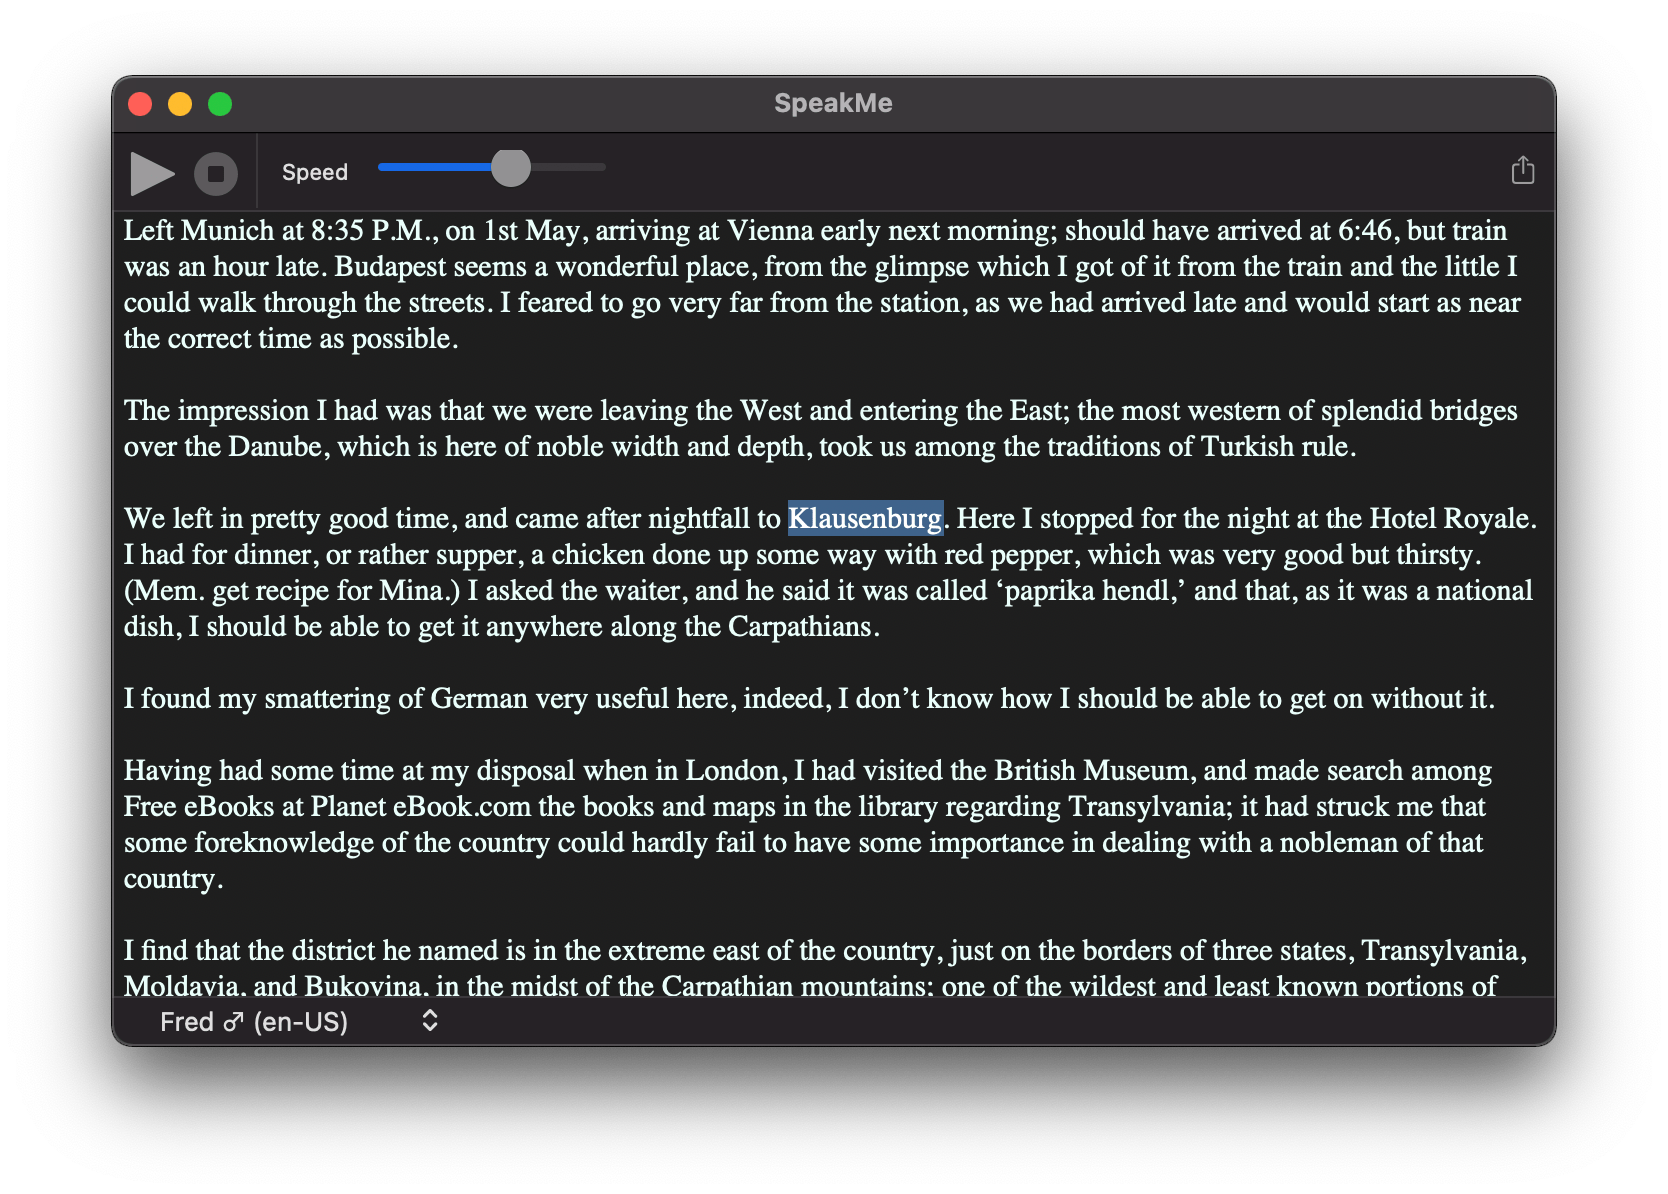 SpeakMe
Speed
Left Munich at 8:35 P.M., on 1st May, arriving at Vienna early next morning; should have arrived at 6:46, but train
was an hour late. Budapest seems a wonderful place, from the glimpse which I got of it from the train and the little I
could walk through the streets. I feared to go very far from the station, as we had arrived late and would start as near
the correct time as possible.
The impression I had was that we were leaving the West and entering the East; the most western of splendid bridges
over the Danube, which is here of noble width and depth, took us among the traditions of Turkish rule.
We left in pretty good time, and came after nightfall to Klausenburg. Here I stopped for the night at the Hotel Royale.
I had for dinner, or rather supper, a chicken done up some way with red pepper, which was very good but thirsty.
(Mem. get recipe for Mina.) I asked the waiter, and he said it was called ‘paprika hendl,’ and that, as it was a national
dish, I should be able to get it anywhere along the Carpathians.
I found my smattering of German very useful here, indeed, I don’t know how I should be able to get on without it.
Having had some time at my disposal when in London, I had visited the British Museum, and made search among
Free eBooks at Planet eBook.com the books and maps in the library regarding Transylvania; it had struck me that
some foreknowledge of the country could hardly fail to have some importance in dealing with a nobleman of that
country.
I find that the district he named is in the extreme east of the country, just on the borders of three states, Transylvania,
Moldavia, and Bukovina, in the midst of the Carpathian mountains; one of the wildest and least known portions of
Fred ♂ (en-US)